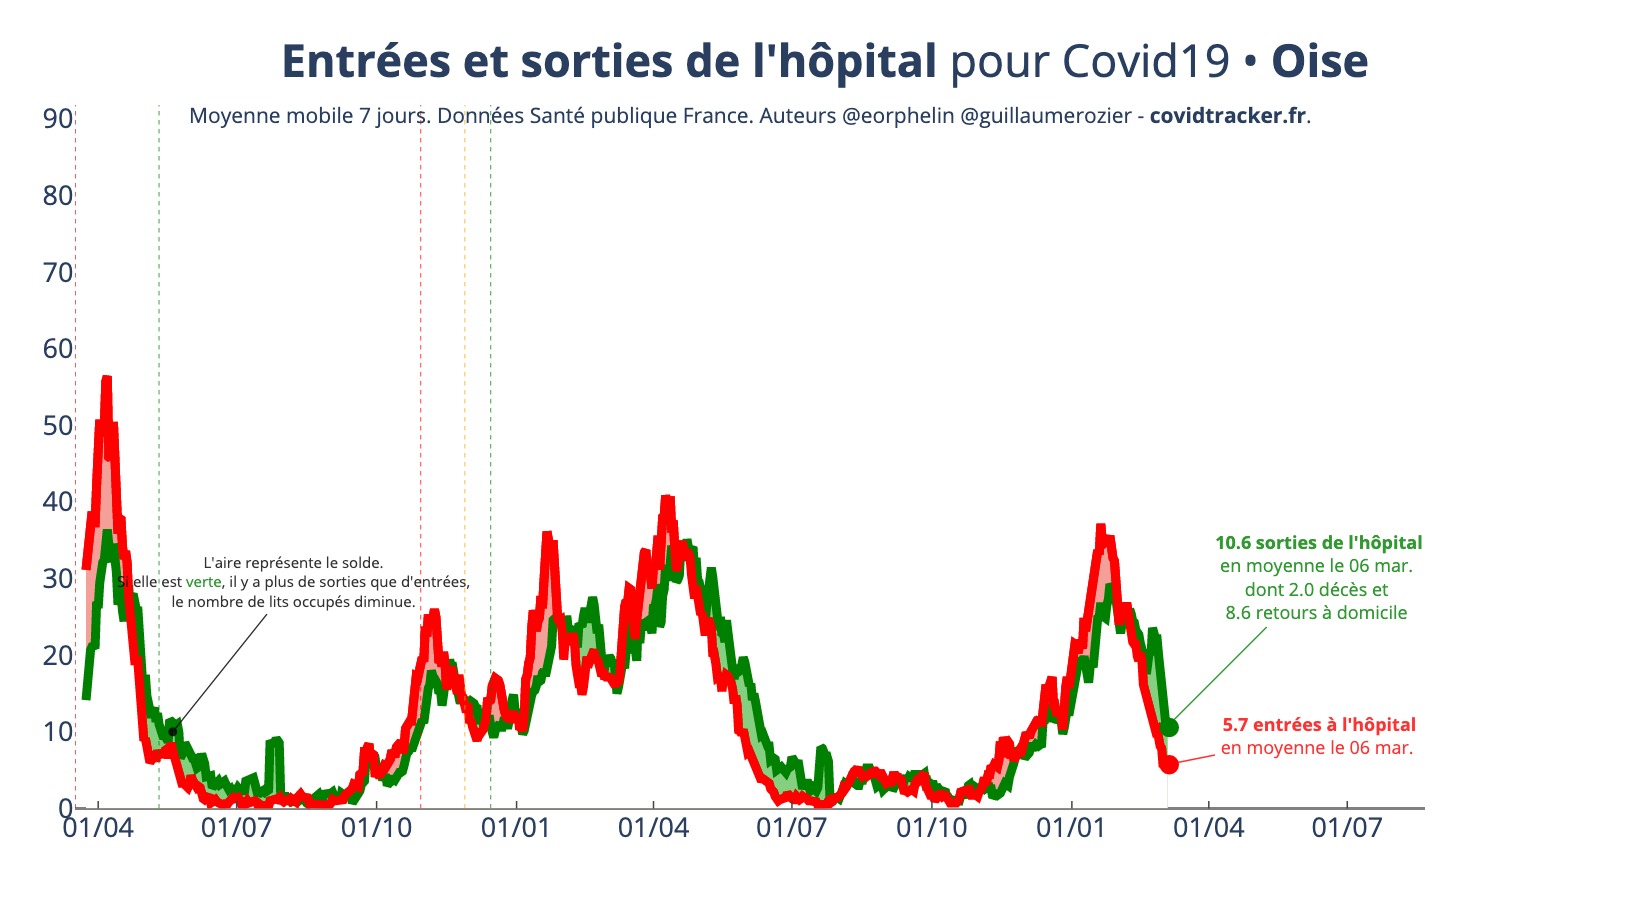 Entrées et sorties de l'hôpital pour Covid19 • Oise
Moyenne mobile 7 jours. Données Santé publique France. Auteurs @eorphelin @guillaumerozier - covidtracker.fr.
90
80
70
60
50
40
30
20
10
0
L'aire représente le solde.
Si elle est verte, il y a plus de sorties que d'entrées,
le nombre de lits occupés diminue.
10.6 sorties de l'hôpital
en moyenne le 06 mar.
dont 2.0 décès et
8.6 retours à domicile
5.7 entrées à l'hôpital
en moyenne le 06 mar.
01/04 01/07 01/10 01/01 01/04 01/07 01/10 01/01 01/04 01/07